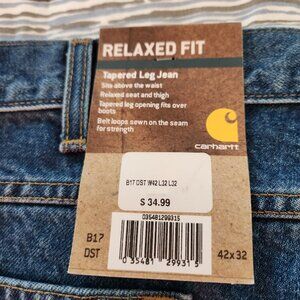 RELAXED FIT
Tapered Leg Jean
Sits above the waist
Relaxed seat and thigh
Tapered leg opening fits over
boots
Belt loops sewn on the seam
for strength
carhartt
B17 DST W42 L32 L32
$ 34.99
035481299315
0 35481 29931 5
B17
DST
42x32